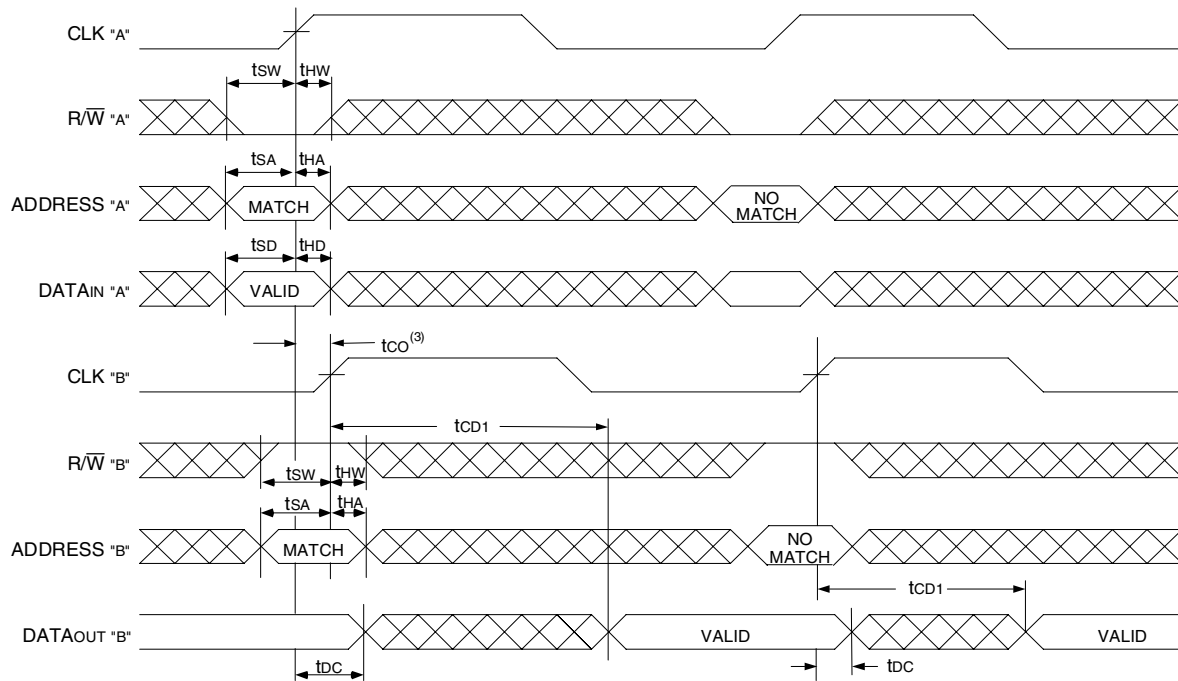 CLK "A"
tSW tHW
R/W̅ "A"
tSA tHA
ADDRESS "A" MATCH NO MATCH
tSD tHD
DATAIN "A" VALID
tCO(3)
CLK "B"
tCD1
R/W̅ "B"
tSW tHW
tSA tHA
ADDRESS "B" MATCH NO MATCH
tCD1
DATAOUT "B" VALID VALID
tDC tDC